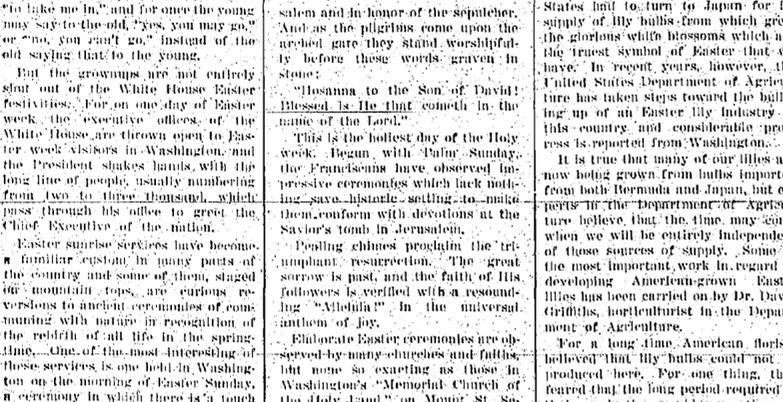 "to take me in," and for once the young
may say to the old, "yes, you may go,"
or "no, you can't go," instead of the
old saying that to the young.
But the grownups are not entirely
shut out of the White House Easter
festivities. For on one day of Easter
week the executive offices of the
White House are thrown open to Eas-
ter week visitors in Washington and
the President shakes hands with the
long line of people, usually numbering
from two to three thousand, which
pass through his office to greet the
Chief Executive of the nation.
Easter sunrise services have become
a familiar custom in many parts of
the country and some of them, staged
on mountain tops, are curious re-
versions to ancient ceremonies of com-
muning with nature in recognition of
the rebirth of all life in the spring-
time. One of the most interesting of
these services is one held in Washing-
ton on the morning of Easter Sunday,
a ceremony in which there is a touch
salem and in honor of the sepulcher.
And as the pilgrims come upon the
arched gate they stand worshipful-
ly before these words graven in
stone:
"Hosanna to the Son of David!
Blessed is He that cometh in the
name of the Lord."
This is the holiest day of the Holy
week. Begun with Palm Sunday,
the Franciscans have observed im-
pressive ceremonies which lack noth-
ing save historic setting to make
them conform with devotions at the
Savior's tomb in Jerusalem.
Pealing chimes proclaim the tri-
umphant resurrection. The great
sorrow is past, and the faith of His
followers is verified with a resound-
ing "Alleluia!" in the universal
anthem of joy.
Elaborate Easter ceremonies are ob-
served by many churches and faiths,
but none so exacting as those in
Washington's "Memorial Church of
the Holy Land" on Mount St. Se-
States had to turn to Japan for
supply of lily bulbs from which gre
the glorious white blossoms which a
the truest symbol of Easter that
have. In recent years, however, t
United States Department of Agricu
ture has taken steps toward the buil
ing up of an Easter lily industry
this country and considerable pro
ress is reported from Washington.
It is true that many of our lilies a
now being grown from bulbs importe
from both Bermuda and Japan, but e
perts in the Department of Agricu
ture believe that the time may com
when we will be entirely independe
of those sources of supply. Some
the most important work in regard
developing American-grown East
lilies has been carried on by Dr. Dav
Griffiths, horticulturist in the Depa
ment of Agriculture.
For a long time American floris
believed that lily bulbs could not
produced here. For one thing, th
feared that the long period required